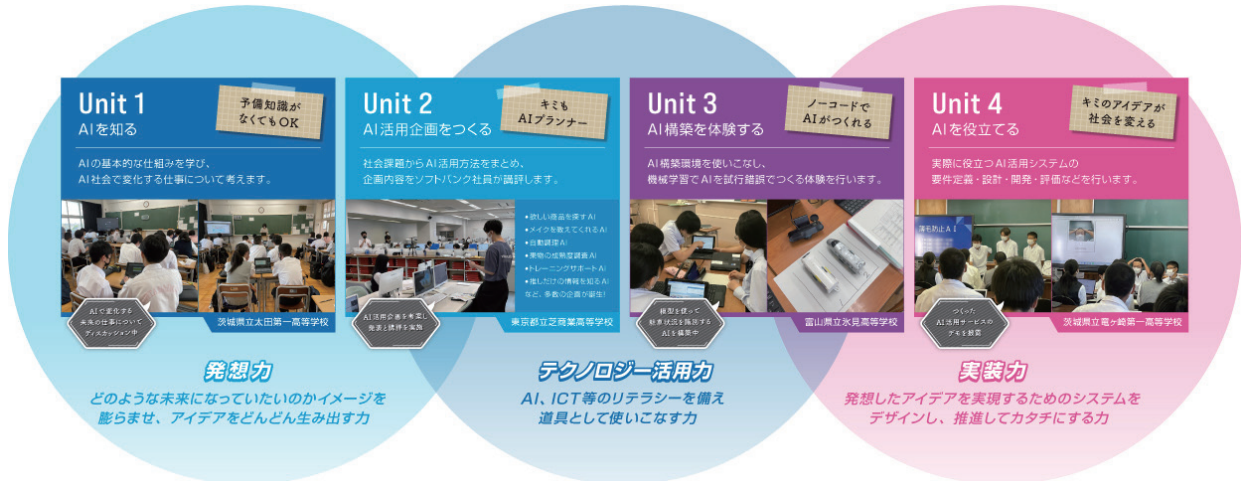 Unit 1
AIを知る
予備知識が
なくてもOK
AIの基本的な仕組みを学び、
AI社会で変化する仕事について考えます。
AIで変化する
未来の仕事について
ディスカッション中
茨城県立太田第一高等学校
Unit 2
AI活用企画をつくる
キミも
AIプランナー
社会課題からAI活用方法をまとめ、
企画内容をソフトバンク社員が講評します。
•欲しい商品を探すAI
•メイクを教えてくれるAI
•自動調理AI
•果物の成熟度調査AI
•トレーニングサポートAI
•推しだけの情報を知るAI
など、多数の企画が誕生!
AI活用企画を考案し
発表と講評を実施
東京都立芝商業高等学校
Unit 3
AI構築を体験する
ノーコードで
AIがつくれる
AI構築環境を使いこなし、
機械学習でAIを試行錯誤でつくる体験を行います。
模型を使って
駐車状況を識別する
AIを構築中
富山県立氷見高等学校
Unit 4
AIを役立てる
キミのアイデアが
社会を変える
実際に役立つAI活用システムの
要件定義・設計・開発・評価などを行います。
薄毛防止AI
つくった
AI活用サービスの
デモを披露
茨城県立竜ヶ崎第一高等学校
発想力
どのような未来になっていたいのかイメージを
膨らませ、アイデアをどんどん生み出す力
テクノロジー活用力
AI、ICT等のリテラシーを備え
道具として使いこなす力
実装力
発想したアイデアを実現するためのシステムを
デザインし、推進してカタチにする力